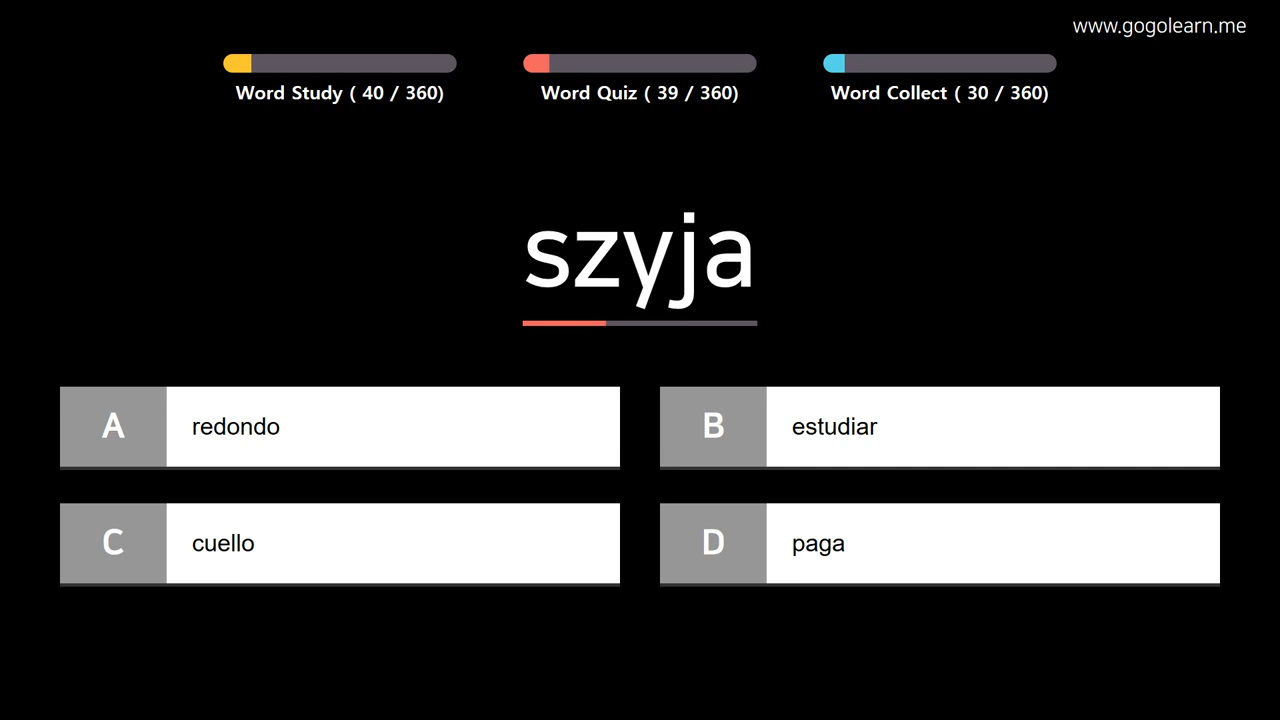 www.gogolearn.me
Word Study ( 40 / 360)
Word Quiz ( 39 / 360)
Word Collect ( 30 / 360)
szyja
A redondo
B estudiar
C cuello
D paga